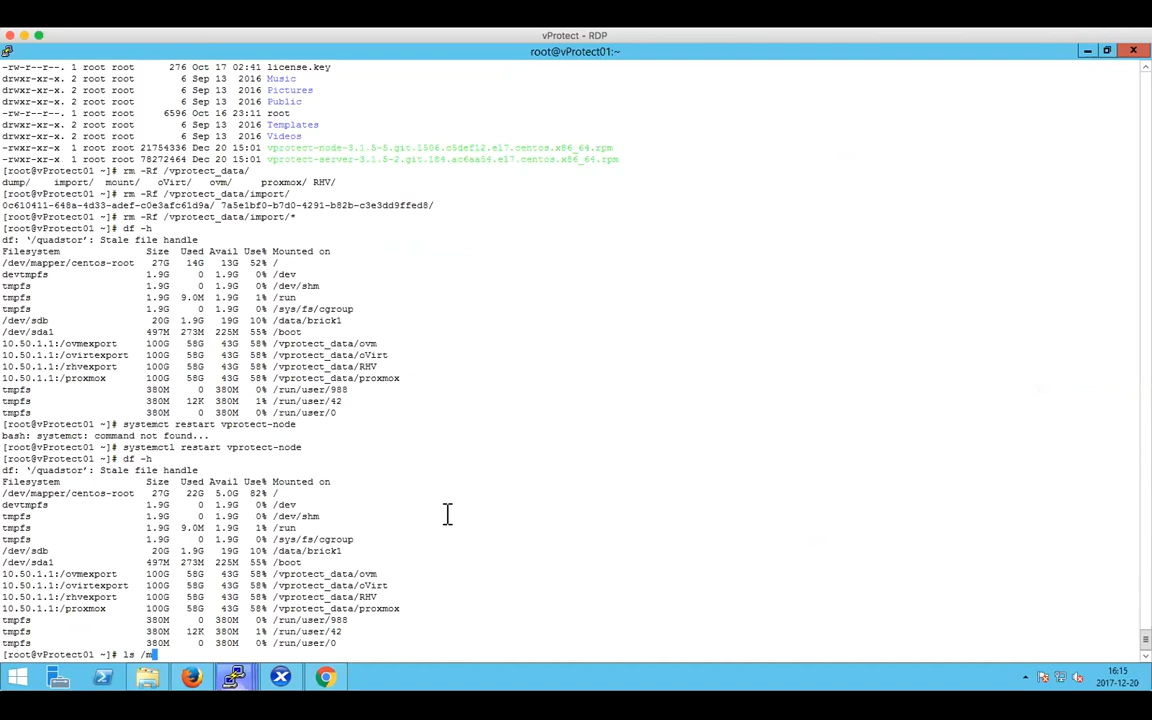 vProtect - RDP
root@vProtect01:~
-rw-r--r--. 1 root root      276 Oct 17 02:41 license.key
drwxr-xr-x. 2 root root        6 Sep 13  2016 Music
drwxr-xr-x. 2 root root        6 Sep 13  2016 Pictures
drwxr-xr-x. 2 root root        6 Sep 13  2016 Public
-rw-r--r--. 1 root root     6596 Oct 16 23:11 root
drwxr-xr-x. 2 root root        6 Sep 13  2016 Templates
drwxr-xr-x. 2 root root        6 Sep 13  2016 Videos
-rwxr-xr-x  1 root root 21754336 Dec 20 15:01 vprotect-node-3.1.5-5.git.1506.c5def12.el7.centos.x86_64.rpm
-rwxr-xr-x  1 root root 78272464 Dec 20 15:01 vprotect-server-3.1.5-2.git.184.ac6aa54.el7.centos.x86_64.rpm
[root@vProtect01 ~]# rm -Rf /vprotect_data/
dump/    import/  mount/   oVirt/   ovm/     proxmox/ RHV/
[root@vProtect01 ~]# rm -Rf /vprotect_data/import/
0c610411-648a-4d33-adef-c0e3afc61d9a/ 7a5e1bf0-b7d0-4291-b82b-c3e3dd9ffed8/
[root@vProtect01 ~]# rm -Rf /vprotect_data/import/*
[root@vProtect01 ~]# df -h
df: ‘/quadstor’: Stale file handle
Filesystem               Size  Used Avail Use% Mounted on
/dev/mapper/centos-root   27G   14G   13G  52% /
devtmpfs                 1.9G     0  1.9G   0% /dev
tmpfs                    1.9G     0  1.9G   0% /dev/shm
tmpfs                    1.9G  9.0M  1.9G   1% /run
tmpfs                    1.9G     0  1.9G   0% /sys/fs/cgroup
/dev/sdb                  20G  1.9G   19G  10% /data/brick1
/dev/sda1                497M  273M  225M  55% /boot
10.50.1.1:/ovmexport     100G   58G   43G  58% /vprotect_data/ovm
10.50.1.1:/ovirtexport   100G   58G   43G  58% /vprotect_data/oVirt
10.50.1.1:/rhvexport     100G   58G   43G  58% /vprotect_data/RHV
10.50.1.1:/proxmox       100G   58G   43G  58% /vprotect_data/proxmox
tmpfs                    380M     0  380M   0% /run/user/988
tmpfs                    380M   12K  380M   1% /run/user/42
tmpfs                    380M     0  380M   0% /run/user/0
[root@vProtect01 ~]# systemct restart vprotect-node
bash: systemct: command not found...
[root@vProtect01 ~]# systemctl restart vprotect-node
[root@vProtect01 ~]# df -h
df: ‘/quadstor’: Stale file handle
Filesystem               Size  Used Avail Use% Mounted on
/dev/mapper/centos-root   27G   22G  5.0G  82% /
devtmpfs                 1.9G     0  1.9G   0% /dev
tmpfs                    1.9G     0  1.9G   0% /dev/shm
tmpfs                    1.9G  9.0M  1.9G   1% /run
tmpfs                    1.9G     0  1.9G   0% /sys/fs/cgroup
/dev/sdb                  20G  1.9G   19G  10% /data/brick1
/dev/sda1                497M  273M  225M  55% /boot
10.50.1.1:/ovmexport     100G   58G   43G  58% /vprotect_data/ovm
10.50.1.1:/ovirtexport   100G   58G   43G  58% /vprotect_data/oVirt
10.50.1.1:/rhvexport     100G   58G   43G  58% /vprotect_data/RHV
10.50.1.1:/proxmox       100G   58G   43G  58% /vprotect_data/proxmox
tmpfs                    380M     0  380M   0% /run/user/988
tmpfs                    380M   12K  380M   1% /run/user/42
tmpfs                    380M     0  380M   0% /run/user/0
[root@vProtect01 ~]# ls /m
16:15
2017-12-20